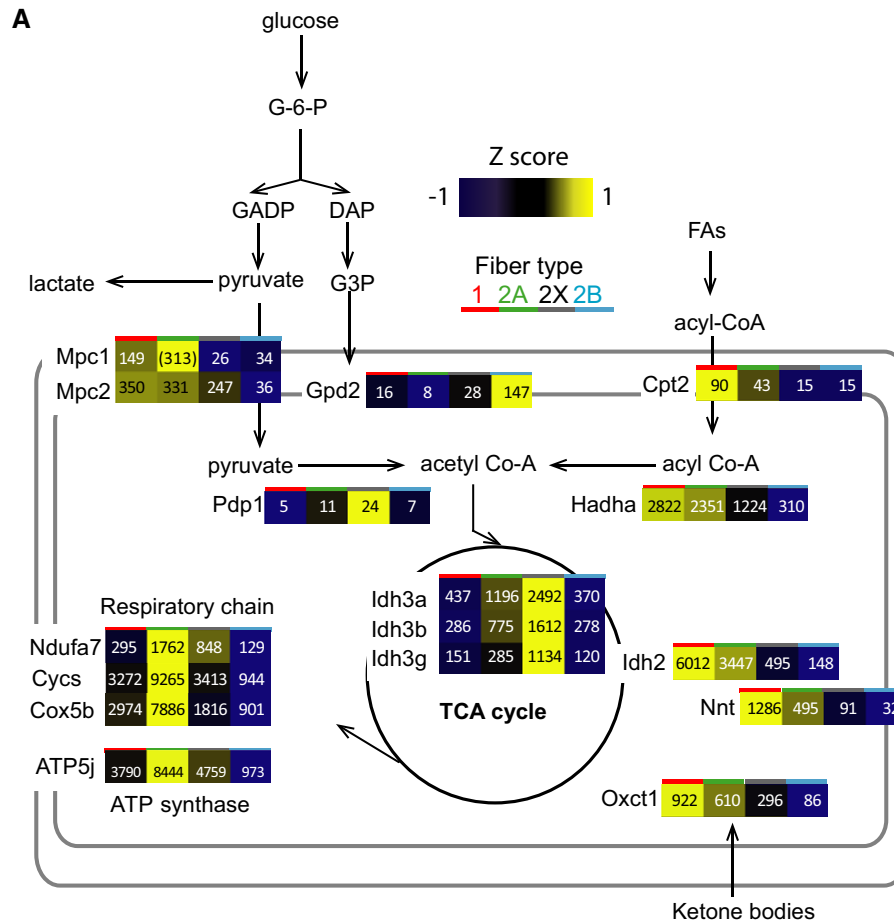 A
glucose
G-6-P
Z score
-1 1
GADP DAP
FAs
Fiber type
1 2A 2X 2B
lactate pyruvate G3P
acyl-CoA
Mpc1 149 (313) 26 34
Mpc2 350 331 247 36
Gpd2 16 8 28 147
Cpt2 90 43 15 15
pyruvate acetyl Co-A acyl Co-A
Pdp1 5 11 24 7
Hadha 2822 2351 1224 310
Idh3a 437 1196 2492 370
Idh3b 286 775 1612 278
Idh3g 151 285 1134 120
TCA cycle
Respiratory chain
Ndufa7 295 1762 848 129
Cycs 3272 9265 3413 944
Cox5b 2974 7886 1816 901
ATP5j 3790 8444 4759 973
ATP synthase
Idh2 6012 3447 495 148
Nnt 1286 495 91 32
Oxct1 922 610 296 86
Ketone bodies